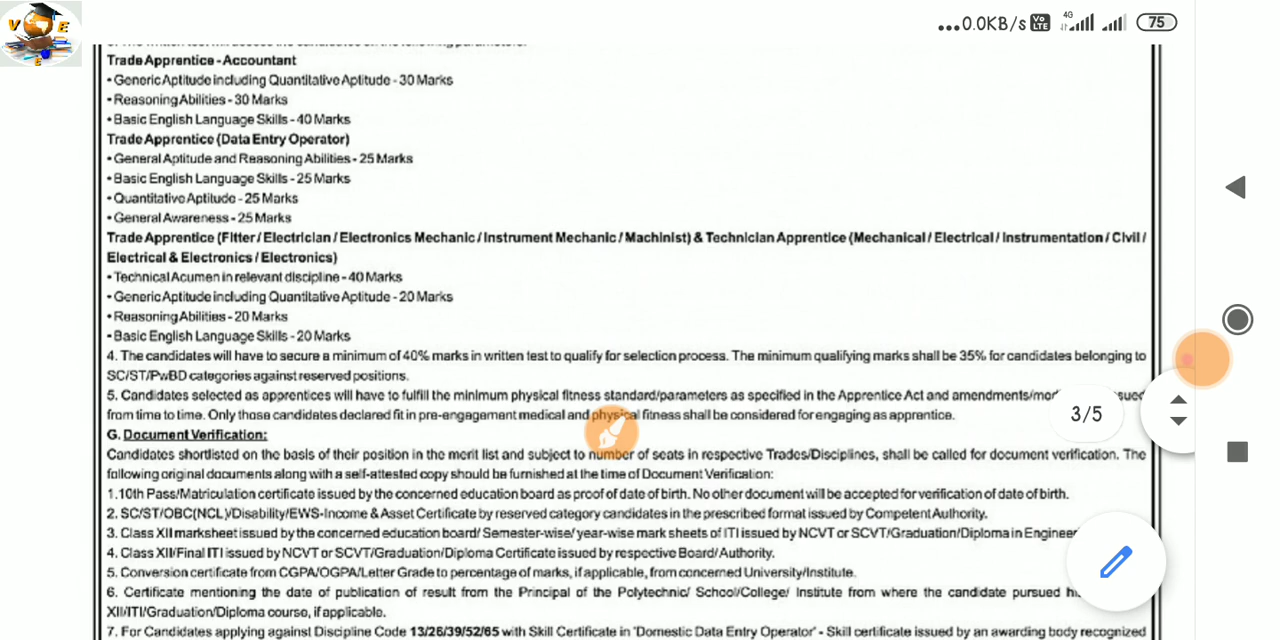 V E E
...0.0KB/s Vo LTE 4G 75
Trade Apprentice - Accountant
• Generic Aptitude including Quantitative Aptitude - 30 Marks
• Reasoning Abilities - 30 Marks
• Basic English Language Skills - 40 Marks
Trade Apprentice (Data Entry Operator)
• General Aptitude and Reasoning Abilities - 25 Marks
• Basic English Language Skills - 25 Marks
• Quantitative Aptitude - 25 Marks
• General Awareness - 25 Marks
Trade Apprentice (Fitter / Electrician / Electronics Mechanic / Instrument Mechanic / Machinist) & Technician Apprentice (Mechanical / Electrical / Instrumentation / Civil /
Electrical & Electronics / Electronics)
• Technical Acumen in relevant discipline - 40 Marks
• Generic Aptitude including Quantitative Aptitude - 20 Marks
• Reasoning Abilities - 20 Marks
• Basic English Language Skills - 20 Marks
4. The candidates will have to secure a minimum of 40% marks in written test to qualify for selection process. The minimum qualifying marks shall be 35% for candidates belonging to
SC/ST/PwBD categories against reserved positions.
5. Candidates selected as apprentices will have to fulfill the minimum physical fitness standard/parameters as specified in the Apprentice Act and amendments/
from time to time. Only those candidates declared fit in pre-engagement medical and physical fitness shall be considered for engaging as apprentice.
3/5
G. Document Verification:
Candidates shortlisted on the basis of their position in the merit list and subject to number of seats in respective Trades/Disciplines, shall be called for document verification. The
following original documents along with a self-attested copy should be furnished at the time of Document Verification:
1.10th Pass/Matriculation certificate issued by the concerned education board as proof of date of birth. No other document will be accepted for verification of date of birth.
2. SC/ST/OBC(NCL)/Disability/EWS-Income & Asset Certificate by reserved category candidates in the prescribed format issued by Competent Authority.
3. Class XII marksheet issued by the concerned education board/ Semester-wise/ year-wise mark sheets of ITI issued by NCVT or SCVT/Graduation/Diploma in
4. Class XII/Final ITI issued by NCVT or SCVT/Graduation/Diploma Certificate issued by respective Board/ Authority.
5. Conversion certificate from CGPA/OGPA/Letter Grade to percentage of marks, if applicable, from concerned University/Institute.
6. Certificate mentioning the date of publication of result from the Principal of the Polytechnic/ School/College/ Institute from where the candidate pursued
XII/ITI/Graduation/Diploma course, if applicable.
7. For Candidates applying against Discipline Code 13/26/39/52/65 with Skill Certificate in 'Domestic Data Entry Operator' - Skill certificate issued by an awarding body recognized